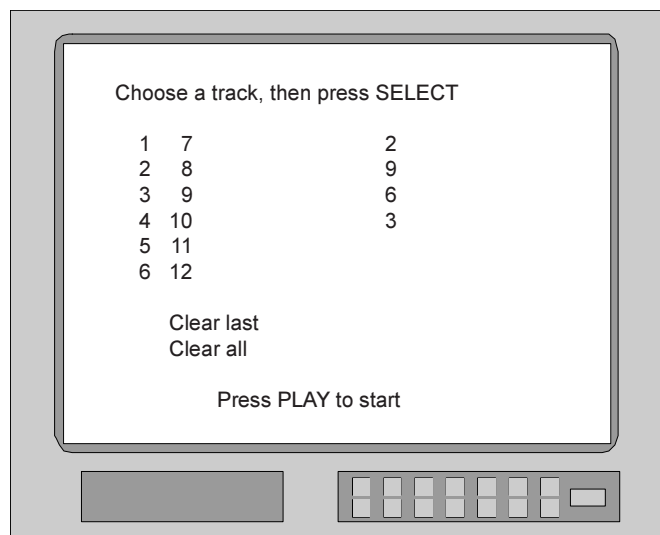 Choose a track, then press SELECT
1 7 2
2 8 9
3 9 6
4 10 3
5 11
6 12
Clear last
Clear all
Press PLAY to start